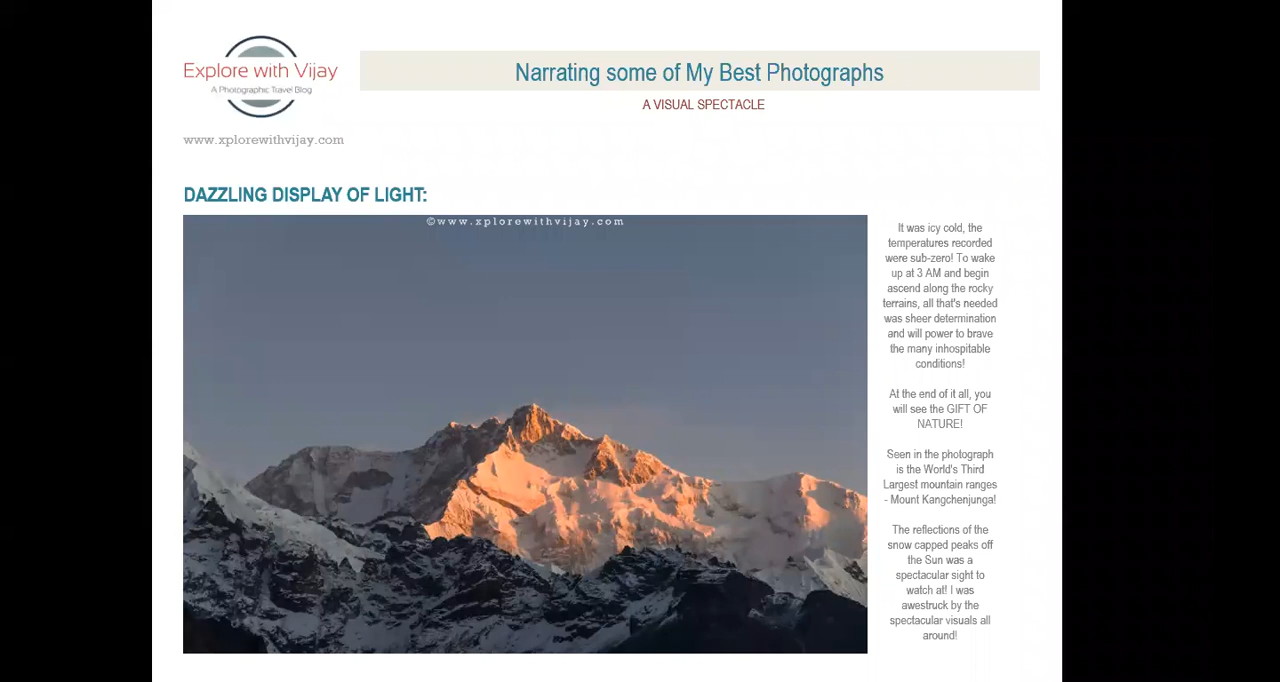 Explore with Vijay
A Photographic Travel Blog
www.xplorewithvijay.com
Narrating some of My Best Photographs
A VISUAL SPECTACLE
DAZZLING DISPLAY OF LIGHT:
©www.xplorewithvijay.com
It was icy cold, the
temperatures recorded
were sub-zero! To wake
up at 3 AM and begin
ascend along the rocky
terrains, all that's needed
was sheer determination
and will power to brave
the many inhospitable
conditions!
At the end of it all, you
will see the GIFT OF
NATURE!
Seen in the photograph
is the World's Third
Largest mountain ranges
- Mount Kangchenjunga!
The reflections of the
snow capped peaks off
the Sun was a
spectacular sight to
watch at! I was
awestruck by the
spectacular visuals all
around!